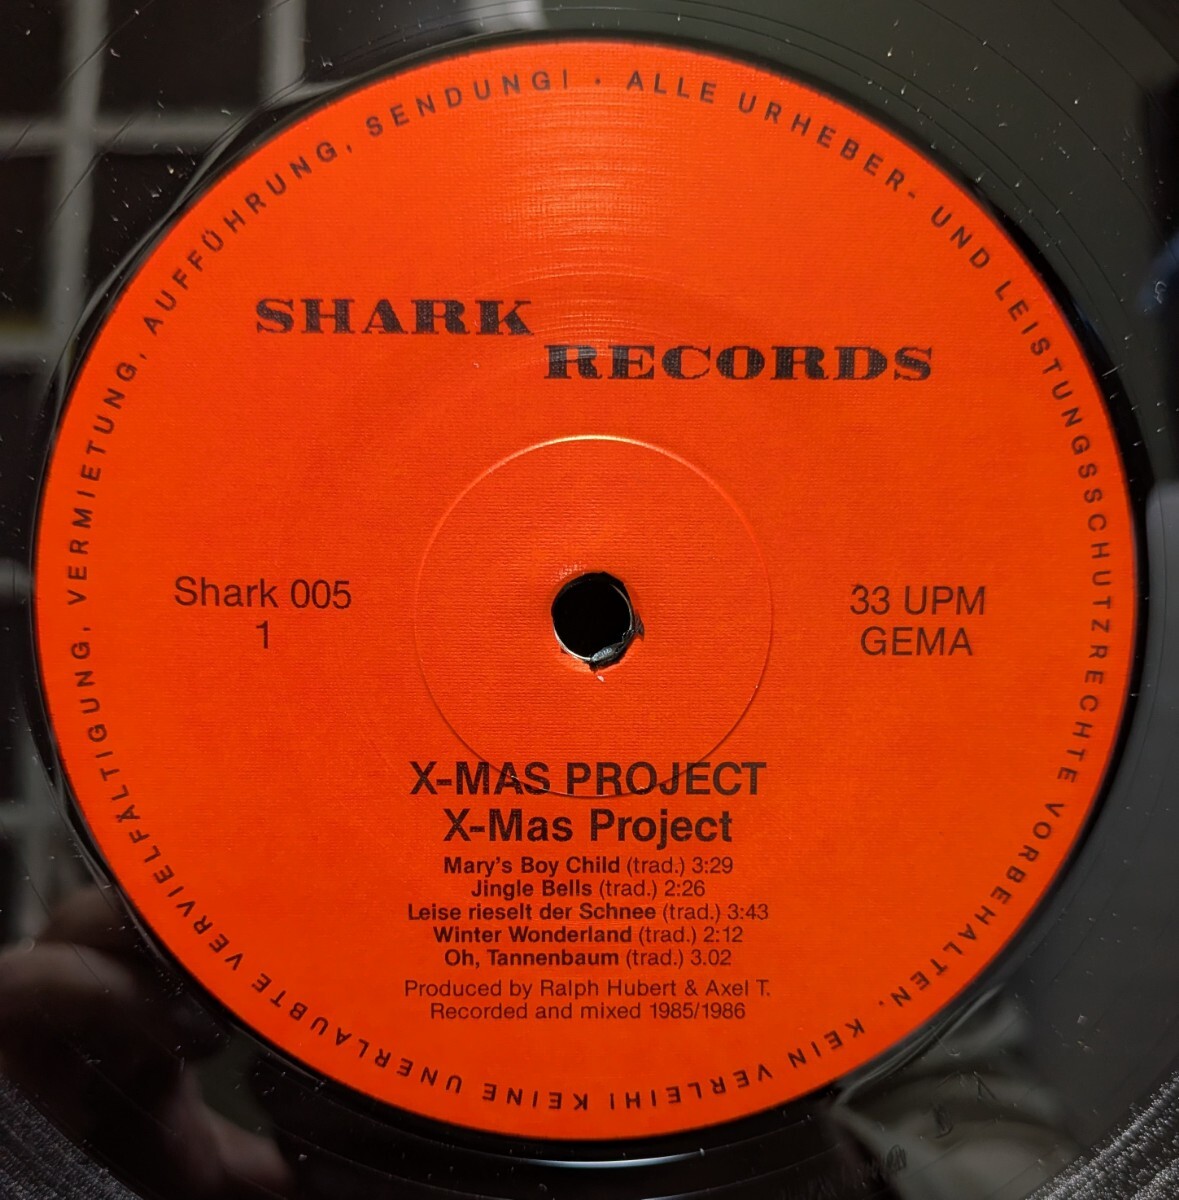 ALLE URHEBER- UND LEISTUNGSSCHUTZRECHTE VORBEHALTEN. KEIN VERLEIH! KEINE UNERLAUBTE VERVIELFÄLTIGUNG, VERMIETUNG, AUFFÜHRUNG, SENDUNG! ·
SHARK
RECORDS
Shark 005
1
33 UPM
GEMA
X-MAS PROJECT
X-Mas Project
Mary's Boy Child (trad.) 3:29
Jingle Bells (trad.) 2:26
Leise rieselt der Schnee (trad.) 3:43
Winter Wonderland (trad.) 2:12
Oh, Tannenbaum (trad.) 3.02
Produced by Ralph Hubert & Axel T.
Recorded and mixed 1985/1986